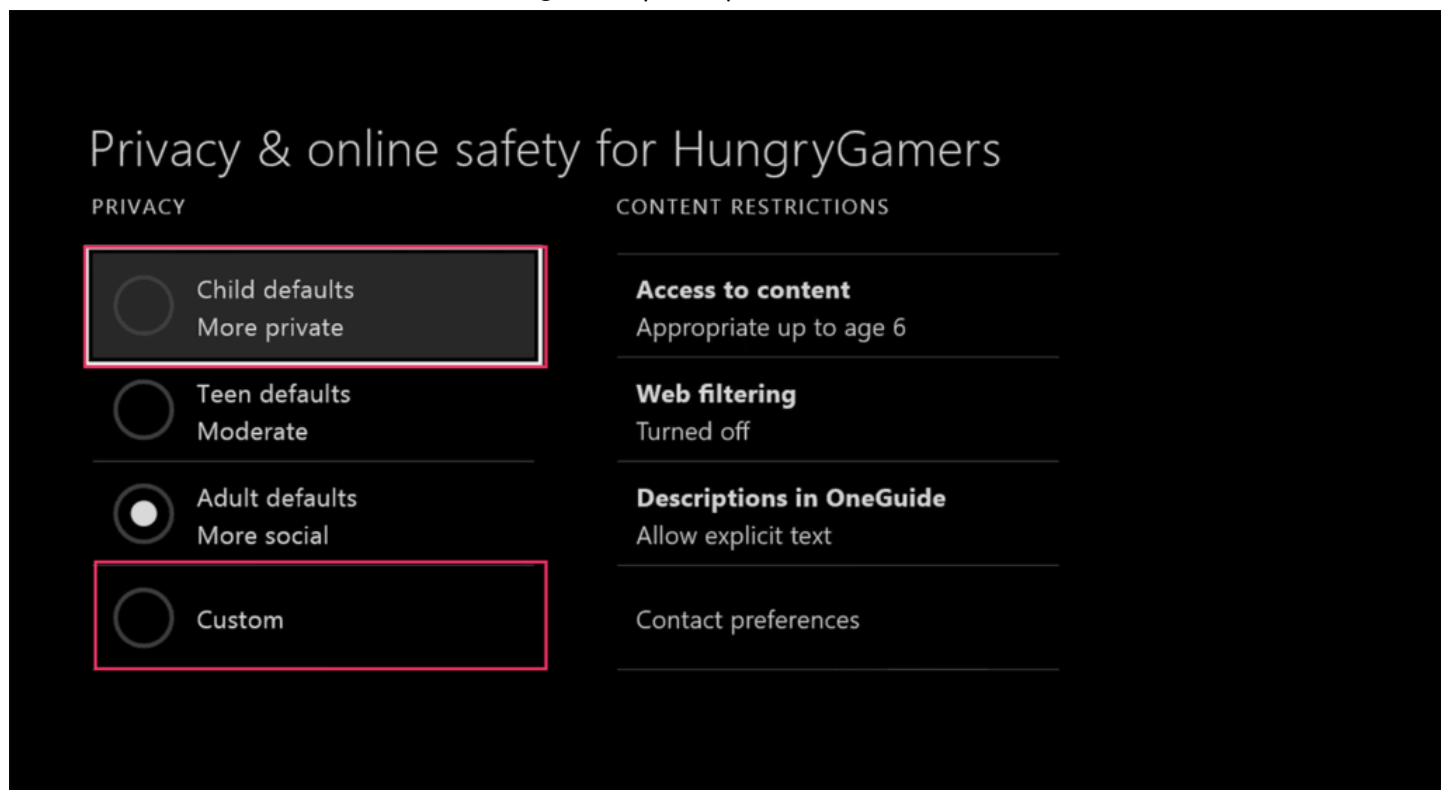 Privacy & online safety for HungryGamers
PRIVACY
Child defaults
More private
Teen defaults
Moderate
Adult defaults
More social
Custom
CONTENT RESTRICTIONS
Access to content
Appropriate up to age 6
Web filtering
Turned off
Descriptions in OneGuide
Allow explicit text
Contact preferences